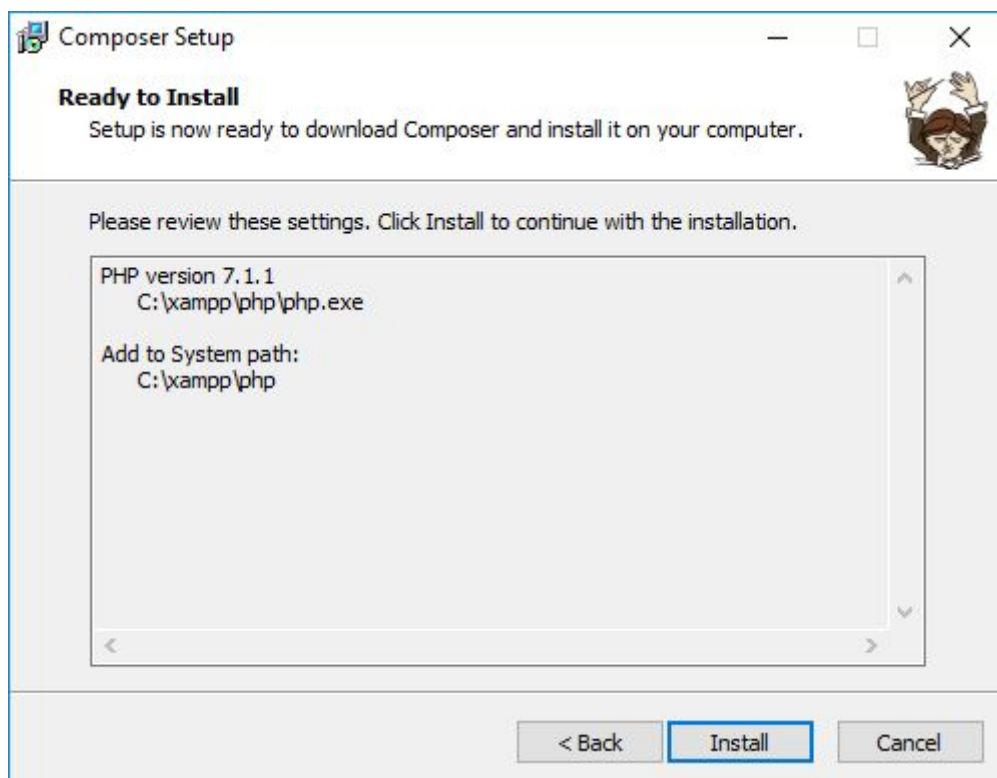 Composer Setup
Ready to Install
Setup is now ready to download Composer and install it on your computer.
Please review these settings. Click Install to continue with the installation.
PHP version 7.1.1
C:\xampp\php\php.exe
Add to System path:
C:\xampp\php
< Back Install Cancel